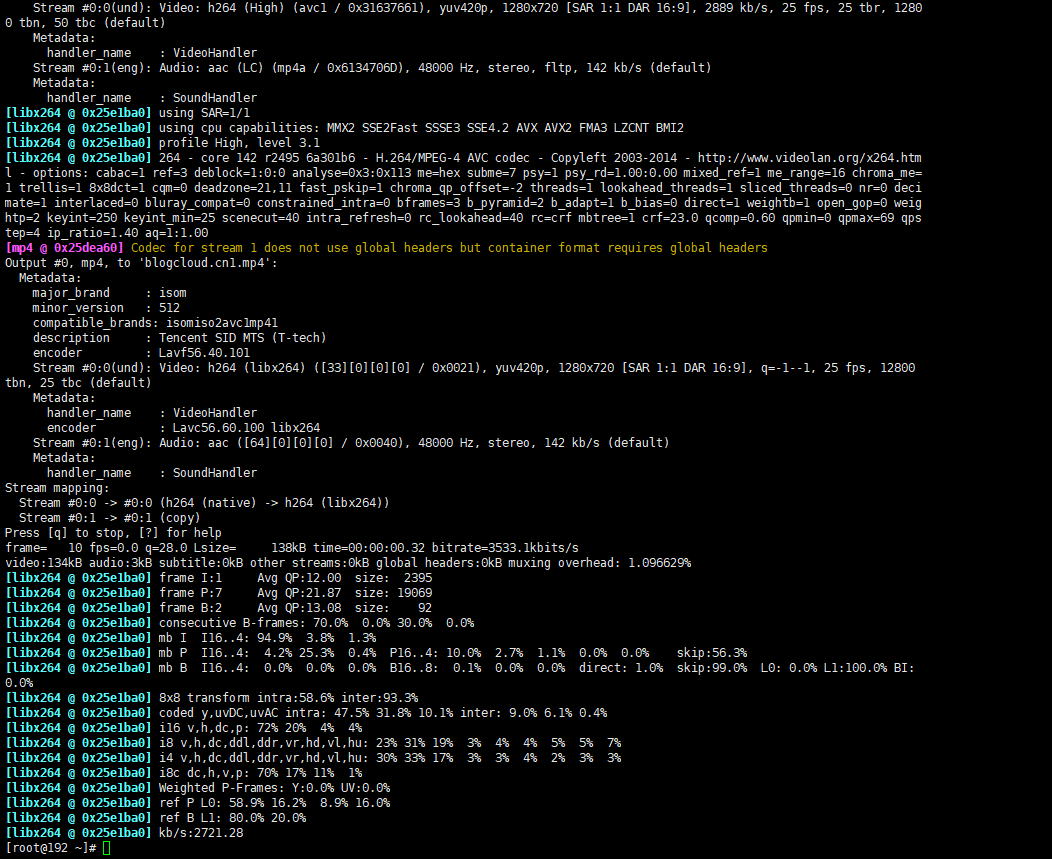 Stream #0:0(und): Video: h264 (High) (avc1 / 0x31637661), yuv420p, 1280x720 [SAR 1:1 DAR 16:9], 2889 kb/s, 25 fps, 25 tbr, 1280
0 tbn, 50 tbc (default)
    Metadata:
      handler_name    : VideoHandler
    Stream #0:1(eng): Audio: aac (LC) (mp4a / 0x6134706D), 48000 Hz, stereo, fltp, 142 kb/s (default)
    Metadata:
      handler_name    : SoundHandler
[libx264 @ 0x25e1ba0] using SAR=1/1
[libx264 @ 0x25e1ba0] using cpu capabilities: MMX2 SSE2Fast SSSE3 SSE4.2 AVX AVX2 FMA3 LZCNT BMI2
[libx264 @ 0x25e1ba0] profile High, level 3.1
[libx264 @ 0x25e1ba0] 264 - core 142 r2495 6a301b6 - H.264/MPEG-4 AVC codec - Copyleft 2003-2014 - http://www.videolan.org/x264.htm
l - options: cabac=1 ref=3 deblock=1:0:0 analyse=0x3:0x113 me=hex subme=7 psy=1 psy_rd=1.00:0.00 mixed_ref=1 me_range=16 chroma_me=
1 trellis=1 8x8dct=1 cqm=0 deadzone=21,11 fast_pskip=1 chroma_qp_offset=-2 threads=1 lookahead_threads=1 sliced_threads=0 nr=0 deci
mate=1 interlaced=0 bluray_compat=0 constrained_intra=0 bframes=3 b_pyramid=2 b_adapt=1 b_bias=0 direct=1 weightb=1 open_gop=0 weig
htp=2 keyint=250 keyint_min=25 scenecut=40 intra_refresh=0 rc_lookahead=40 rc=crf mbtree=1 crf=23.0 qcomp=0.60 qpmin=0 qpmax=69 qps
tep=4 ip_ratio=1.40 aq=1:1.00
[mp4 @ 0x25dea60] Codec for stream 1 does not use global headers but container format requires global headers
Output #0, mp4, to 'blogcloud.cn1.mp4':
  Metadata:
    major_brand     : isom
    minor_version   : 512
    compatible_brands: isomiso2avc1mp41
    description     : Tencent SID MTS (T-tech)
    encoder         : Lavf56.40.101
    Stream #0:0(und): Video: h264 (libx264) ([33][0][0][0] / 0x0021), yuv420p, 1280x720 [SAR 1:1 DAR 16:9], q=-1--1, 25 fps, 12800
tbn, 25 tbc (default)
    Metadata:
      handler_name    : VideoHandler
      encoder         : Lavc56.60.100 libx264
    Stream #0:1(eng): Audio: aac ([64][0][0][0] / 0x0040), 48000 Hz, stereo, 142 kb/s (default)
    Metadata:
      handler_name    : SoundHandler
Stream mapping:
  Stream #0:0 -> #0:0 (h264 (native) -> h264 (libx264))
  Stream #0:1 -> #0:1 (copy)
Press [q] to stop, [?] for help
frame=   10 fps=0.0 q=28.0 Lsize=     138kB time=00:00:00.32 bitrate=3533.1kbits/s
video:134kB audio:3kB subtitle:0kB other streams:0kB global headers:0kB muxing overhead: 1.096629%
[libx264 @ 0x25e1ba0] frame I:1     Avg QP:12.00  size:  2395
[libx264 @ 0x25e1ba0] frame P:7     Avg QP:21.87  size: 19069
[libx264 @ 0x25e1ba0] frame B:2     Avg QP:13.08  size:    92
[libx264 @ 0x25e1ba0] consecutive B-frames: 70.0%  0.0% 30.0%  0.0%
[libx264 @ 0x25e1ba0] mb I  I16..4: 94.9%  3.8%  1.3%
[libx264 @ 0x25e1ba0] mb P  I16..4:  4.2% 25.3%  0.4%  P16..4: 10.0%  2.7%  1.1%  0.0%  0.0%    skip:56.3%
[libx264 @ 0x25e1ba0] mb B  I16..4:  0.0%  0.0%  0.0%  B16..8:  0.1%  0.0%  0.0%  direct: 1.0%  skip:99.0%  L0: 0.0% L1:100.0% BI:
0.0%
[libx264 @ 0x25e1ba0] 8x8 transform intra:58.6% inter:93.3%
[libx264 @ 0x25e1ba0] coded y,uvDC,uvAC intra: 47.5% 31.8% 10.1% inter: 9.0% 6.1% 0.4%
[libx264 @ 0x25e1ba0] i16 v,h,dc,p: 72% 20%  4%  4%
[libx264 @ 0x25e1ba0] i8 v,h,dc,ddl,ddr,vr,hd,vl,hu: 23% 31% 19%  3%  4%  4%  5%  5%  7%
[libx264 @ 0x25e1ba0] i4 v,h,dc,ddl,ddr,vr,hd,vl,hu: 30% 33% 17%  3%  3%  4%  2%  3%  3%
[libx264 @ 0x25e1ba0] i8c dc,h,v,p: 70% 17% 11%  1%
[libx264 @ 0x25e1ba0] Weighted P-Frames: Y:0.0% UV:0.0%
[libx264 @ 0x25e1ba0] ref P L0: 58.9% 16.2%  8.9% 16.0%
[libx264 @ 0x25e1ba0] ref B L1: 80.0% 20.0%
[libx264 @ 0x25e1ba0] kb/s:2721.28
[root@192 ~]#